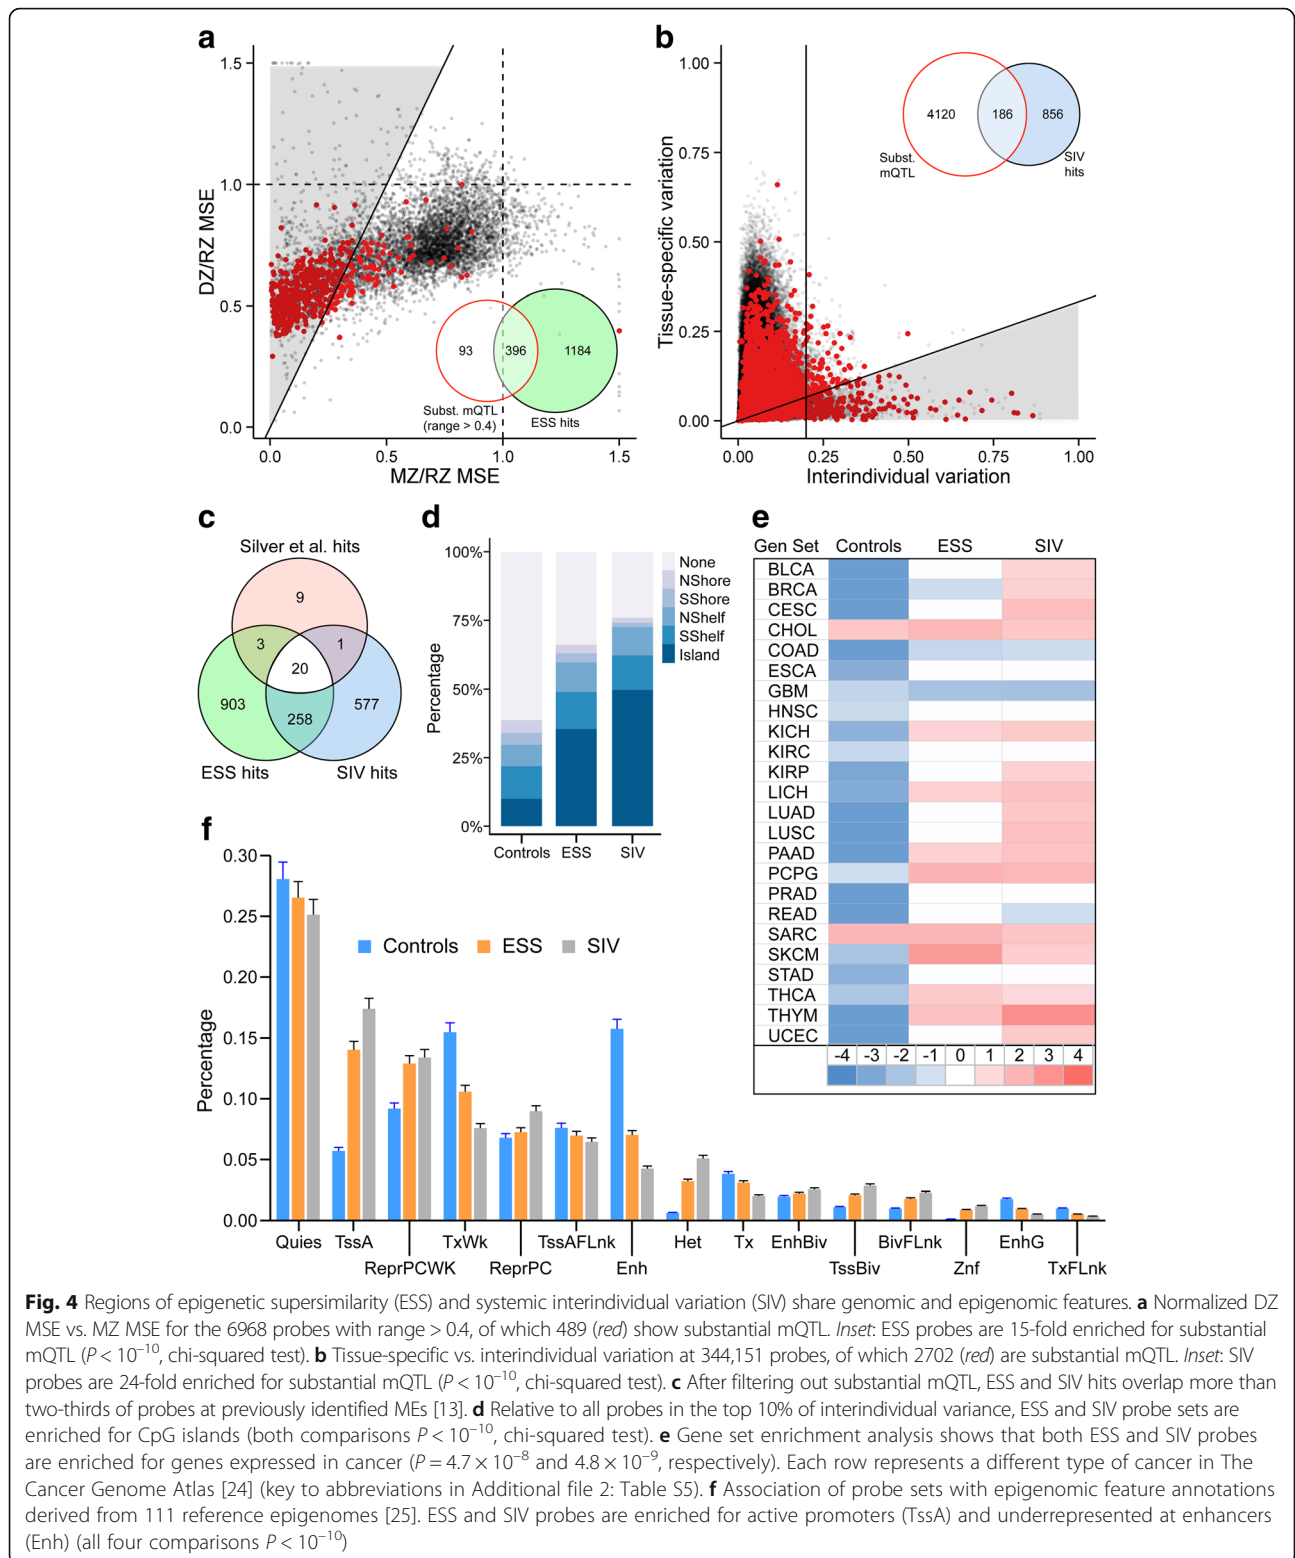 a
1.5
1.0
0.5
0.0
DZ/RZ MSE
0.0
0.5
1.0
1.5
MZ/RZ MSE
93
396
1184
Subst. mQTL
(range > 0.4)
ESS hits
b
1.00
0.75
0.50
0.25
0.00
Tissue-specific variation
0.00
0.25
0.50
0.75
1.00
Interindividual variation
4120
186
856
Subst.
mQTL
SIV
hits
c
Silver et al. hits
9
3
1
20
903
258
577
ESS hits
SIV hits
d
100%
75%
50%
25%
0%
Percentage
Controls
ESS
SIV
None
NShore
SShore
NShelf
SShelf
Island
e
Gen Set Controls ESS SIV
BLCA
BRCA
CESC
CHOL
COAD
ESCA
GBM
HNSC
KICH
KIRC
KIRP
LICH
LUAD
LUSC
PAAD
PCPG
PRAD
READ
SARC
SKCM
STAD
THCA
THYM
UCEC
-4 -3 -2 -1 0 1 2 3 4
f
0.30
0.25
0.20
0.15
0.10
0.05
0.00
Percentage
Controls ESS SIV
Quies TssA TxWk TssAFLnk Het Tx EnhBiv BivFLnk EnhG
ReprPCWK ReprPC Enh TssBiv Znf TxFLnk
Fig. 4 Regions of epigenetic supersimilarity (ESS) and systemic interindividual variation (SIV) share genomic and epigenomic features. a Normalized DZ
MSE vs. MZ MSE for the 6968 probes with range > 0.4, of which 489 (red) show substantial mQTL. Inset: ESS probes are 15-fold enriched for substantial
mQTL (P < 10⁻¹⁰, chi-squared test). b Tissue-specific vs. interindividual variation at 344,151 probes, of which 2702 (red) are substantial mQTL. Inset: SIV
probes are 24-fold enriched for substantial mQTL (P < 10⁻¹⁰, chi-squared test). c After filtering out substantial mQTL, ESS and SIV hits overlap more than
two-thirds of probes at previously identified MEs [13]. d Relative to all probes in the top 10% of interindividual variance, ESS and SIV probe sets are
enriched for CpG islands (both comparisons P < 10⁻¹⁰, chi-squared test). e Gene set enrichment analysis shows that both ESS and SIV probes
are enriched for genes expressed in cancer (P = 4.7 × 10⁻⁸ and 4.8 × 10⁻⁹, respectively). Each row represents a different type of cancer in The
Cancer Genome Atlas [24] (key to abbreviations in Additional file 2: Table S5). f Association of probe sets with epigenomic feature annotations
derived from 111 reference epigenomes [25]. ESS and SIV probes are enriched for active promoters (TssA) and underrepresented at enhancers
(Enh) (all four comparisons P < 10⁻¹⁰)